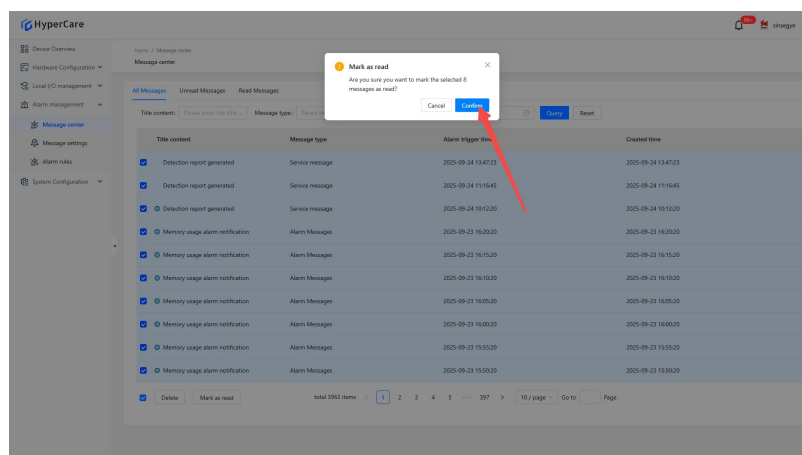 HyperCare
99+
sinsegye
Device Overview
Hardware Configuration
Local I/O management
Alarm management
Message center
Message settings
Alarm rules
System Configuration
Home / Message center
Message center
Mark as read
Are you sure you want to mark the selected 8
messages as read?
Cancel Confirm
All Messages Unread Messages Read Messages
Title content: Please enter the title ... Message type: Query Reset
Title content Message type Alarm trigger time Created time
Detection report generated Service message 2025-09-24 13:47:23 2025-09-24 13:47:23
Detection report generated Service message 2025-09-24 11:16:45 2025-09-24 11:16:45
Detection report generated Service message 2025-09-24 10:12:20 2025-09-24 10:12:20
Memory usage alarm notification Alarm Messages 2025-09-23 16:20:20 2025-09-23 16:20:20
Memory usage alarm notification Alarm Messages 2025-09-23 16:15:20 2025-09-23 16:15:20
Memory usage alarm notification Alarm Messages 2025-09-23 16:10:20 2025-09-23 16:10:20
Memory usage alarm notification Alarm Messages 2025-09-23 16:05:20 2025-09-23 16:05:20
Memory usage alarm notification Alarm Messages 2025-09-23 16:00:20 2025-09-23 16:00:20
Memory usage alarm notification Alarm Messages 2025-09-23 15:55:20 2025-09-23 15:55:20
Memory usage alarm notification Alarm Messages 2025-09-23 15:50:20 2025-09-23 15:50:20
Delete Mark as read total 3963 items < 1 2 3 4 5 ··· 397 > 10 / page Go to Page